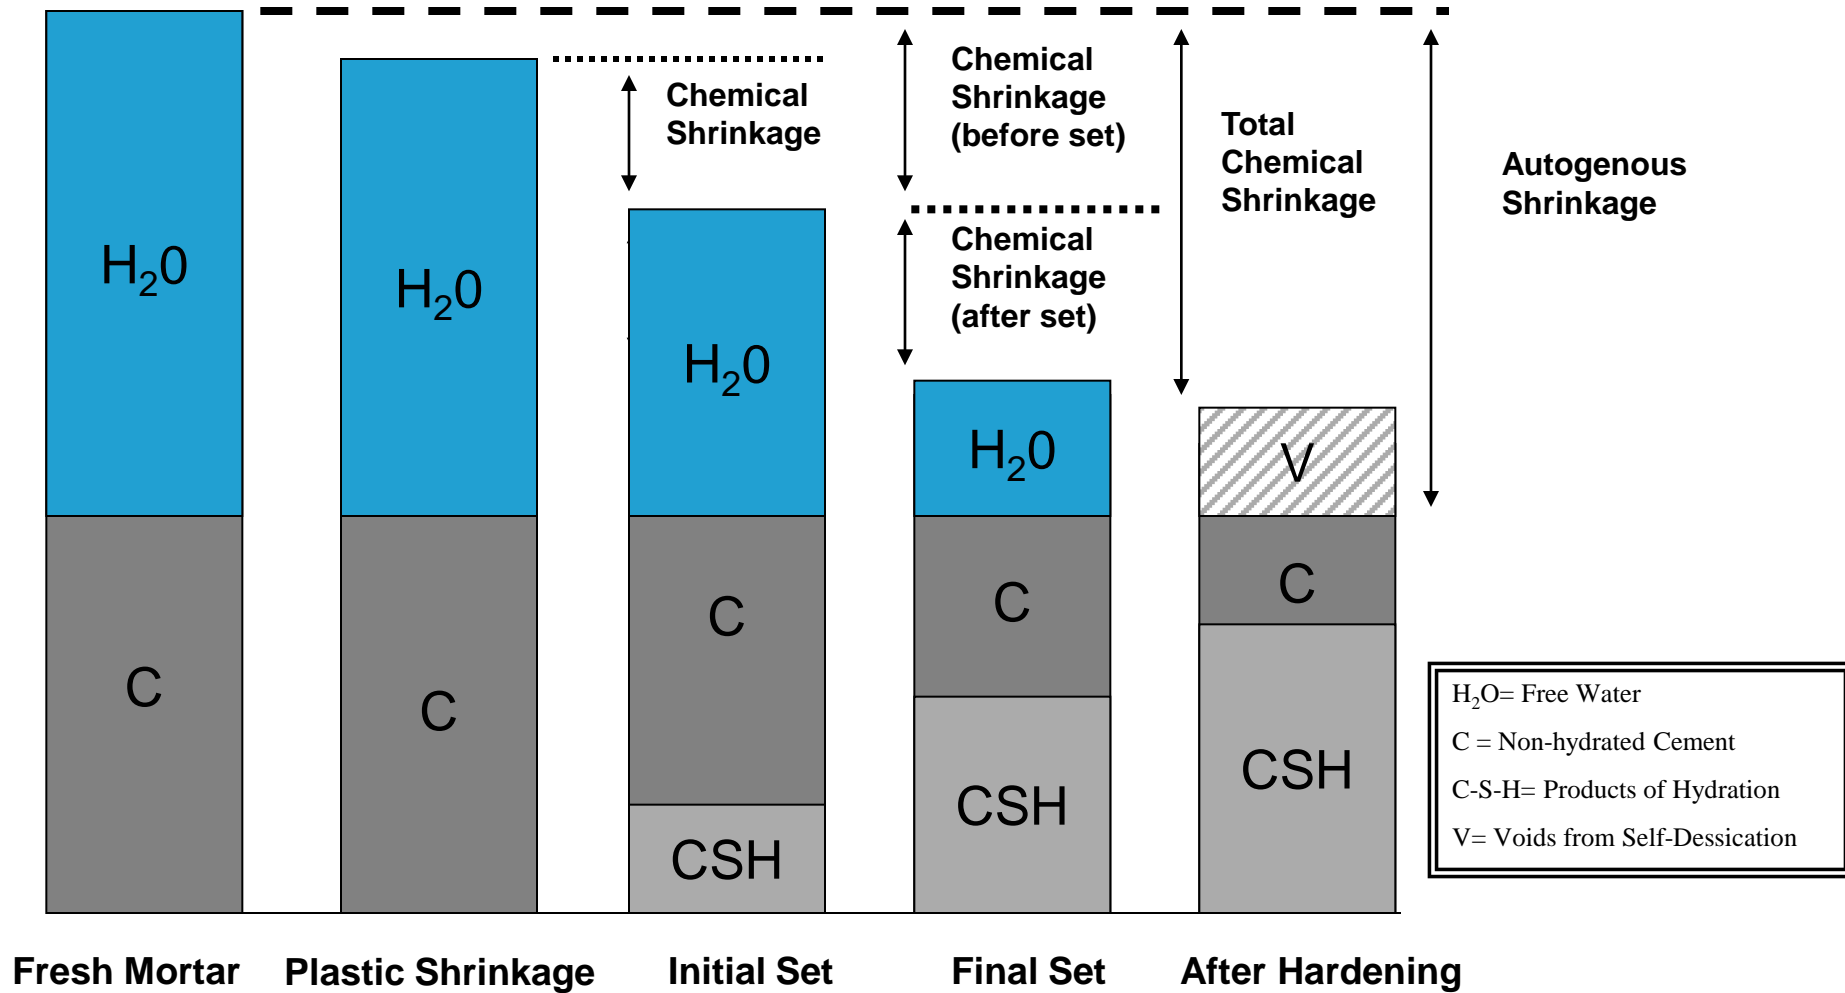 H₂0
C
H₂0
C
Chemical
Shrinkage
H₂0
C
CSH
Chemical
Shrinkage
(before set)
Chemical
Shrinkage
(after set)
H₂0
C
CSH
Total
Chemical
Shrinkage
V
C
CSH
Autogenous
Shrinkage
H₂O= Free Water
C = Non-hydrated Cement
C-S-H= Products of Hydration
V= Voids from Self-Dessication
Fresh Mortar
Plastic Shrinkage
Initial Set
Final Set
After Hardening